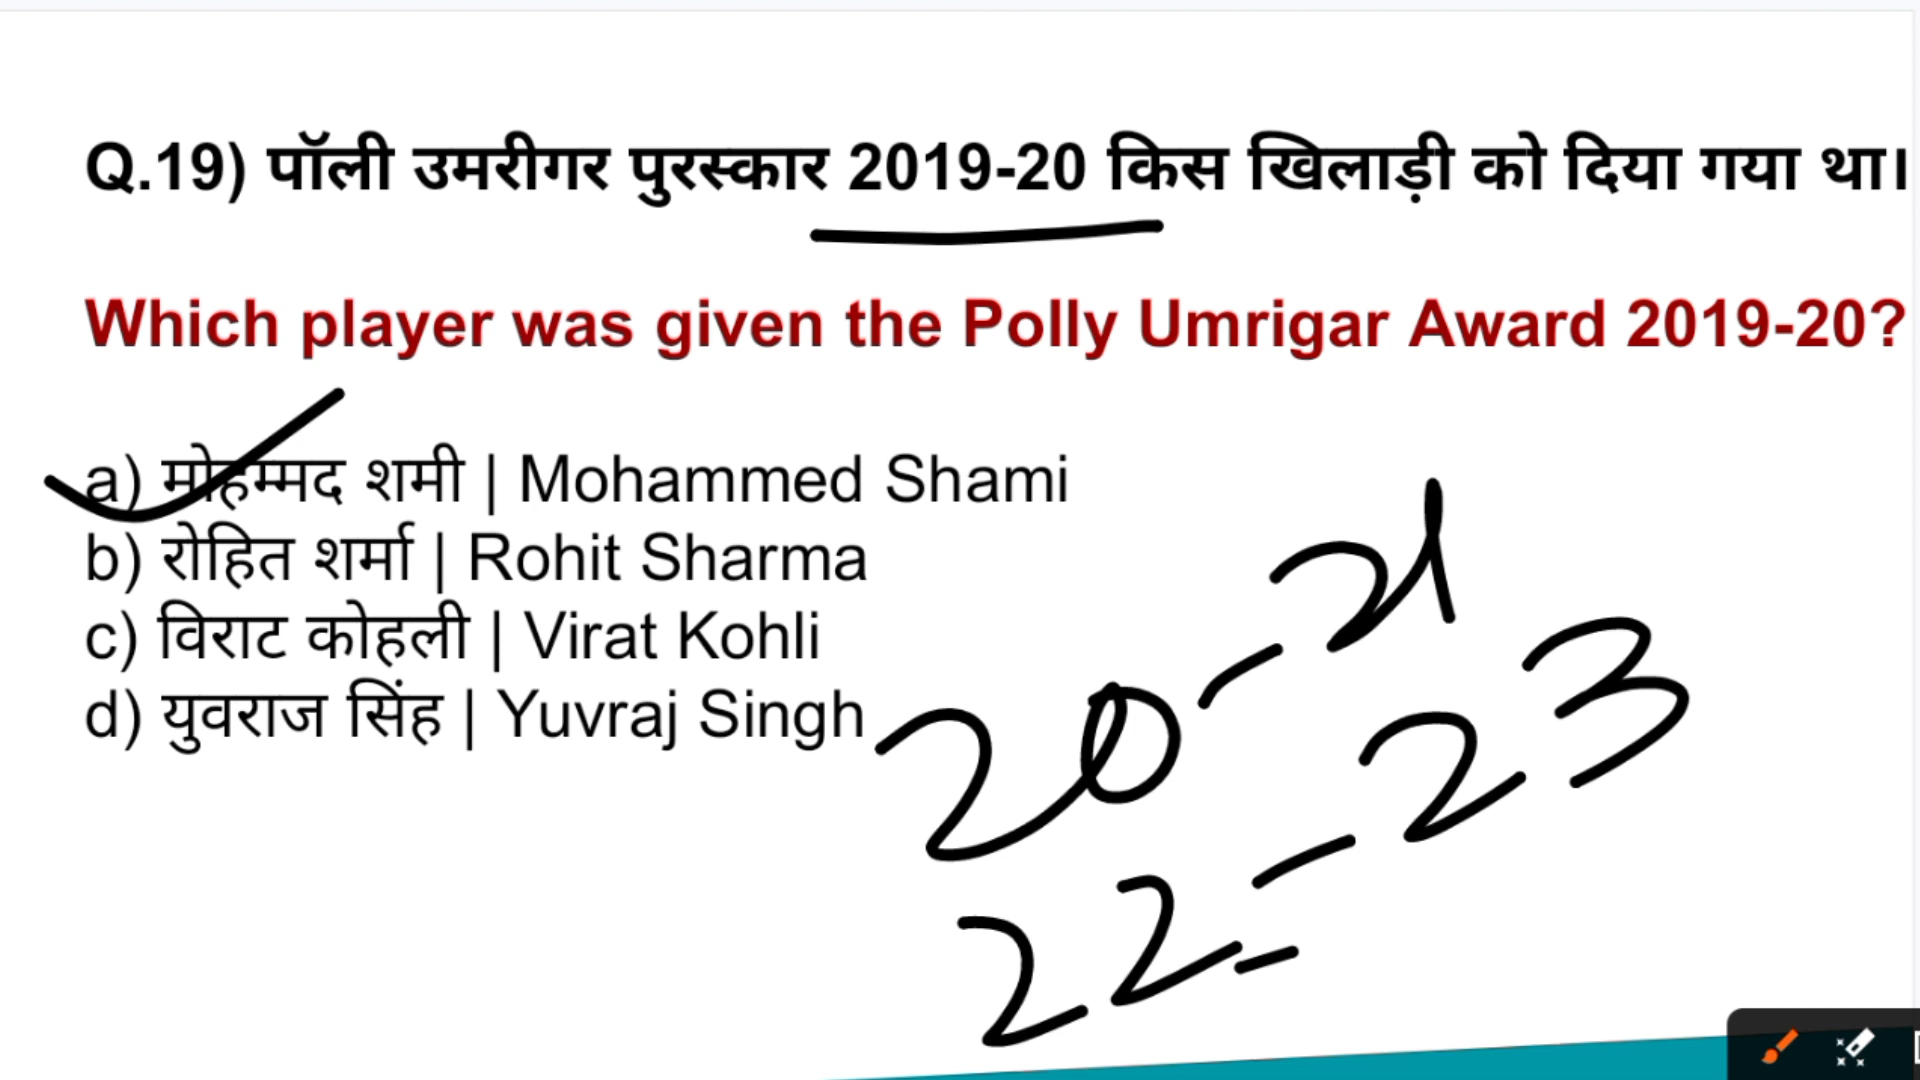 Q.19) पॉली उमरीगर पुरस्कार 2019-20 किस खिलाड़ी को दिया गया था।
Which player was given the Polly Umrigar Award 2019-20?
a) मोहम्मद शमी | Mohammed Shami
b) रोहित शर्मा | Rohit Sharma
c) विराट कोहली | Virat Kohli
d) युवराज सिंह | Yuvraj Singh
20-21
22-23